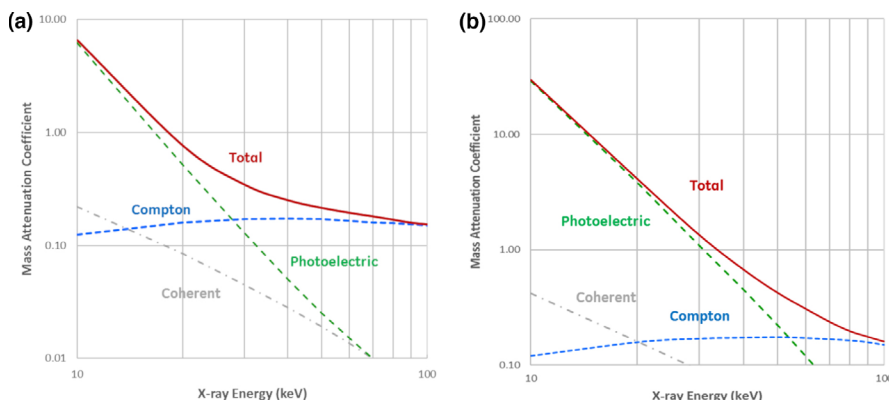 (a)
10.00
1.00
0.10
0.01
Mass Attenuation Coefficient
Total
Compton
Photoelectric
Coherent
10
100
X-ray Energy (keV)
(b)
100.00
10.00
1.00
0.10
Mass Attenuation Coefficient
Total
Photoelectric
Coherent
Compton
10
100
X-ray Energy (keV)